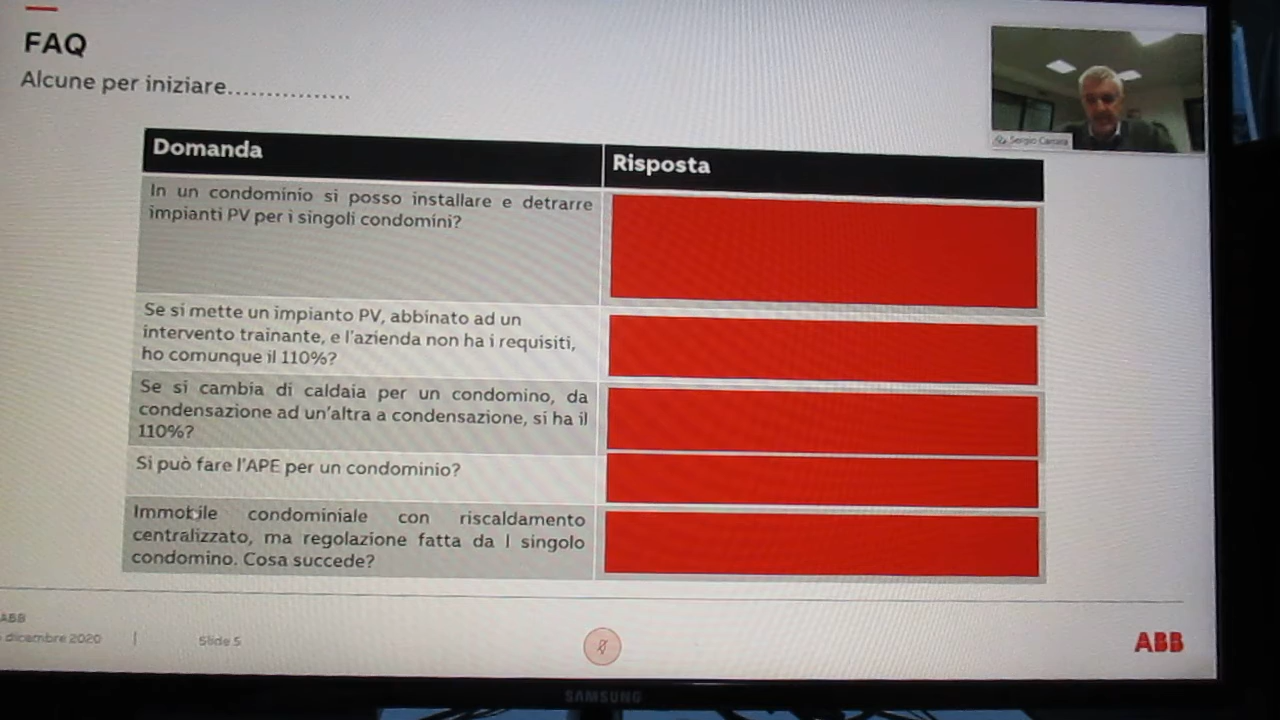 FAQ
Alcune per iniziare................
Sergio
Domanda
Risposta
In un condominio si posso installare e detrarre
impianti PV per i singoli condomini?
Se si mette un impianto PV, abbinato ad un
intervento trainante, e l'azienda non ha i requisiti,
ho comunque il 110%?
Se si cambia di caldaia per un condomino, da
condensazione ad un'altra a condensazione, si ha il
110%?
Si può fare l'APE per un condominio?
Immobile condominiale con riscaldamento
centralizzato, ma regolazione fatta da l singolo
condomino. Cosa succede?
ABB
dicembre 2020 | Slide 5
ABB
SAMSUNG